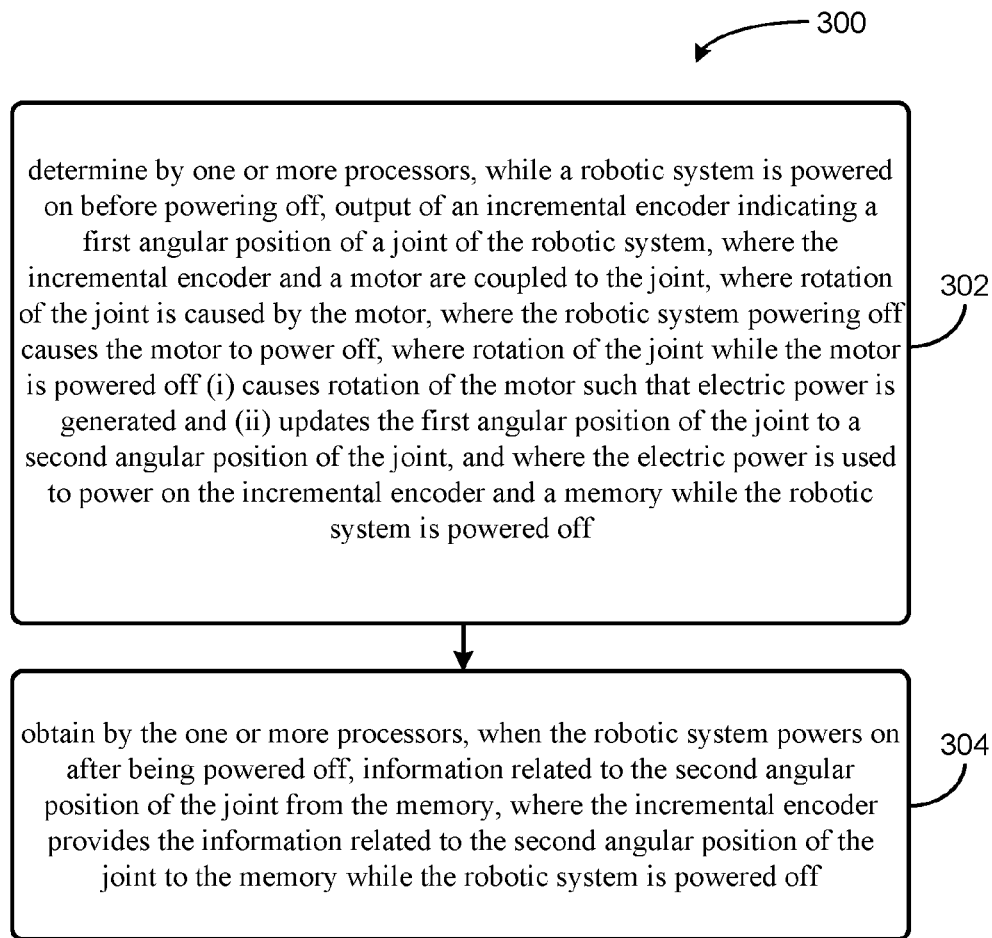 300
determine by one or more processors, while a robotic system is powered
on before powering off, output of an incremental encoder indicating a
first angular position of a joint of the robotic system, where the
incremental encoder and a motor are coupled to the joint, where rotation
of the joint is caused by the motor, where the robotic system powering off
causes the motor to power off, where rotation of the joint while the motor
is powered off (i) causes rotation of the motor such that electric power is
generated and (ii) updates the first angular position of the joint to a
second angular position of the joint, and where the electric power is used
to power on the incremental encoder and a memory while the robotic
system is powered off
302
obtain by the one or more processors, when the robotic system powers on
after being powered off, information related to the second angular
position of the joint from the memory, where the incremental encoder
provides the information related to the second angular position of the
joint to the memory while the robotic system is powered off
304